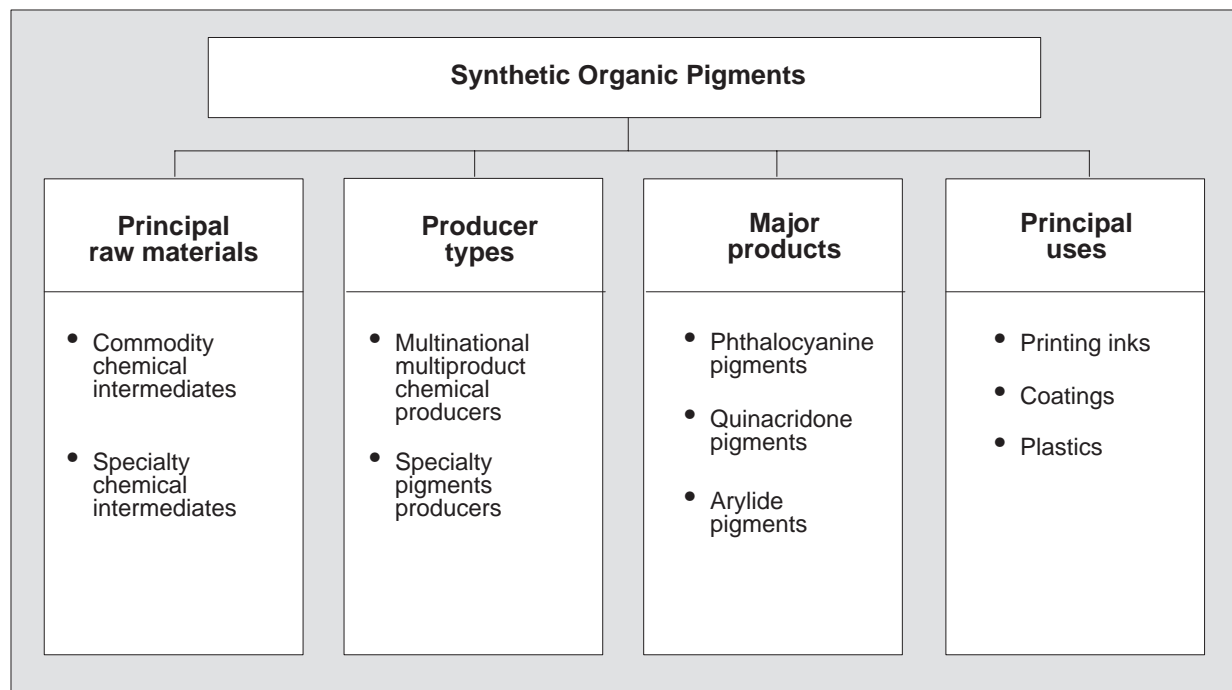 Synthetic Organic Pigments
Principal
raw materials
• Commodity
chemical
intermediates
• Specialty
chemical
intermediates
Producer
types
• Multinational
multiproduct
chemical
producers
• Specialty
pigments
producers
Major
products
• Phthalocyanine
pigments
• Quinacridone
pigments
• Arylide
pigments
Principal
uses
• Printing inks
• Coatings
• Plastics